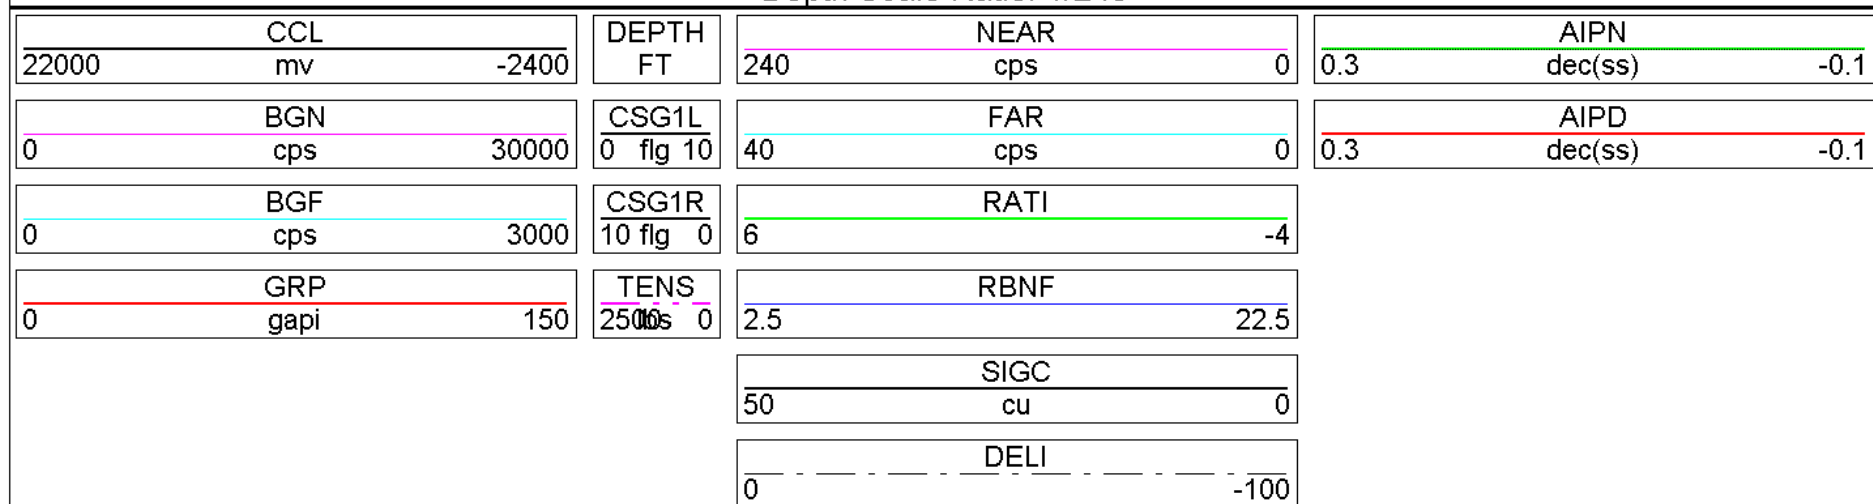 CCL DEPTH NEAR AIPN
22000 mv -2400 FT 240 cps 0 0.3 dec(ss) -0.1
BGN CSG1L FAR AIPD
0 cps 30000 0 flg 10 40 cps 0 0.3 dec(ss) -0.1
BGF CSG1R RATI
0 cps 3000 10 flg 0 6 -4
GRP TENS RBNF
0 gapi 150 2500 lbs 0 2.5 22.5
SIGC
50 cu 0
DELI
0 -100